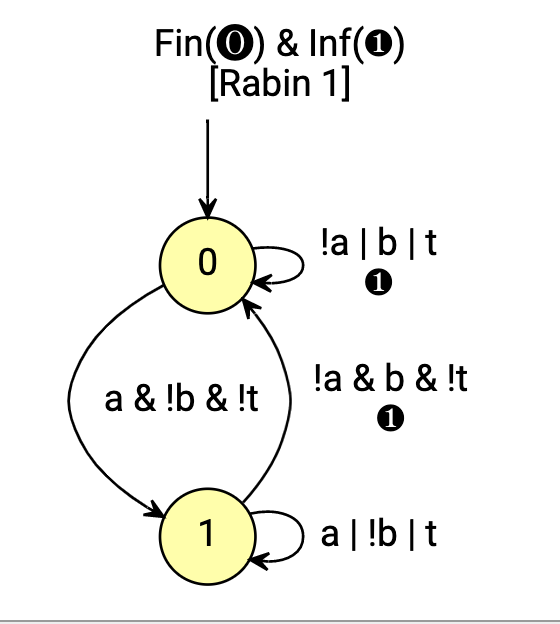 Fin(⓿) & Inf(❶)
[Rabin 1]
0
!a | b | t
❶
a & !b & !t
!a & b & !t
❶
1
a | !b | t